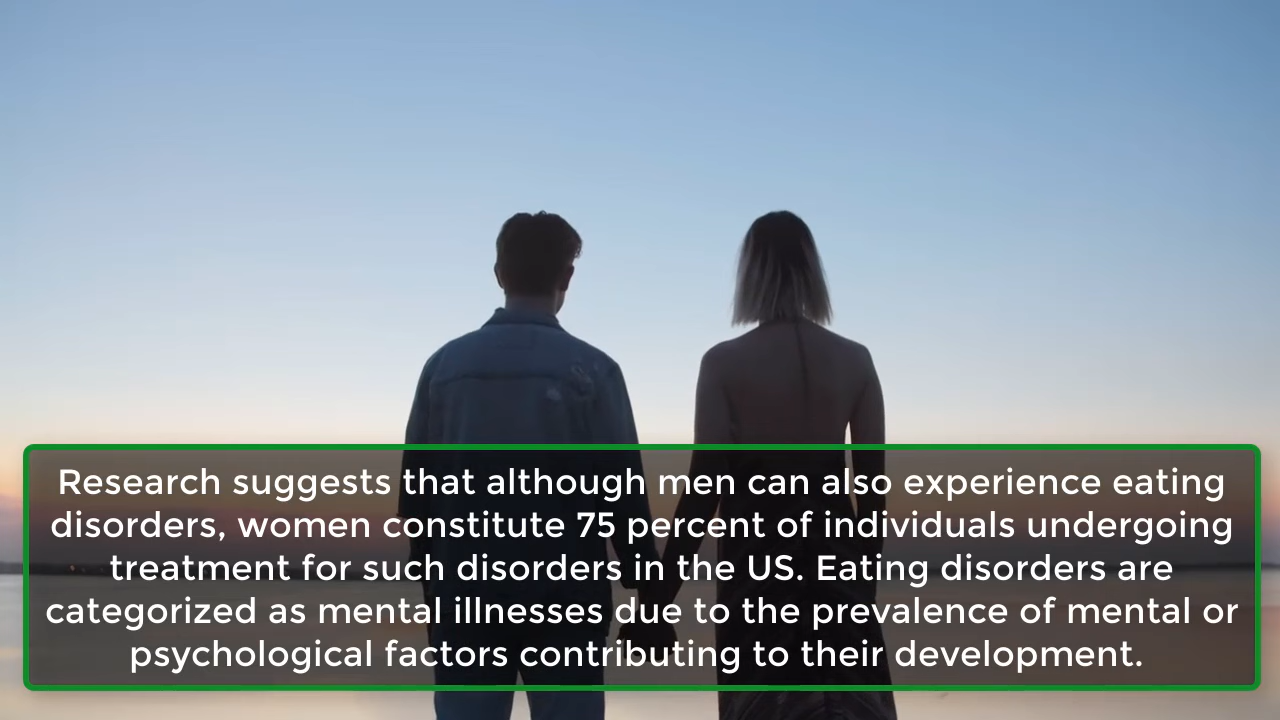 Research suggests that although men can also experience eating
disorders, women constitute 75 percent of individuals undergoing
treatment for such disorders in the US. Eating disorders are
categorized as mental illnesses due to the prevalence of mental or
psychological factors contributing to their development.